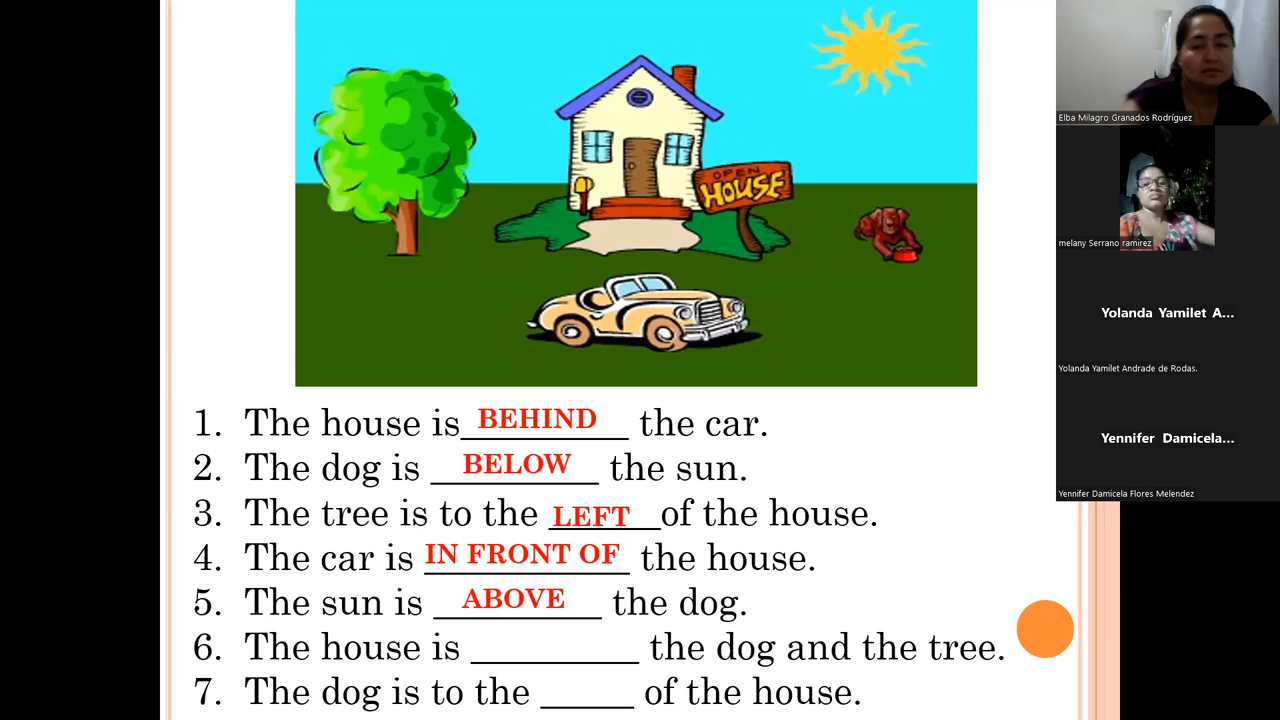 OPEN
HOUSE
1. The house is BEHIND the car.
2. The dog is BELOW the sun.
3. The tree is to the LEFT of the house.
4. The car is IN FRONT OF the house.
5. The sun is ABOVE the dog.
6. The house is __________ the dog and the tree.
7. The dog is to the _____ of the house.
Elba Milagro Granados Rodríguez
melany Serrano ramirez
Yolanda Yamilet A...
Yolanda Yamilet Andrade de Rodas.
Yennifer Damicela...
Yennifer Damicela Flores Melendez